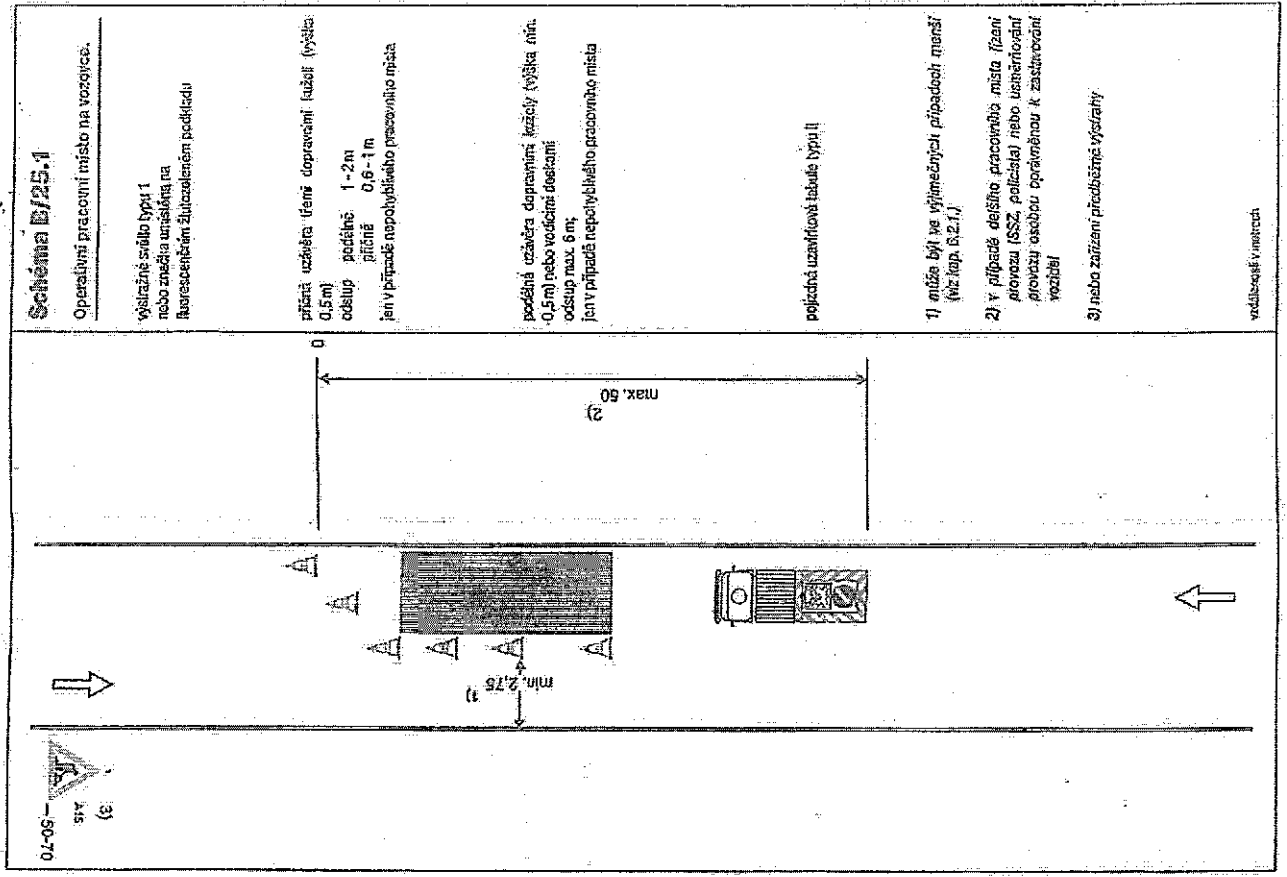 Schéma B/25.1
Operativní pracovní místo na vozovce.
výstražné světlo typu 1
nebo značka umístěna na
fluorescenčním žlutozeleném podkladu
příčná uzávěra třemi dopravními kužely (výška
0,5 m)
odstup podélně 1-2 m
příčně 0,6-1 m
jen v případě nepohyblivého pracovního místa
podélná uzávěra dopravními kužely (výška min.
0,5 m) nebo vodicími deskami
odstup max. 6 m;
jen v případě nepohyblivého pracovního místa
pojízdná uzavírková tabule typu II
1) může být ve výjimečných případech menší
(viz kap. 6.2.1.)
2) v případě delšího pracovního místa řízení
provozu (SSZ, policista) nebo usměrňování
provozu osobou oprávněnou k zastavování
vozidel
3) nebo zařízení předběžné výstrahy
vzdálenosti v metrech
0
max. 50
2)
min. 2,75
1)
50-70
A15
3)